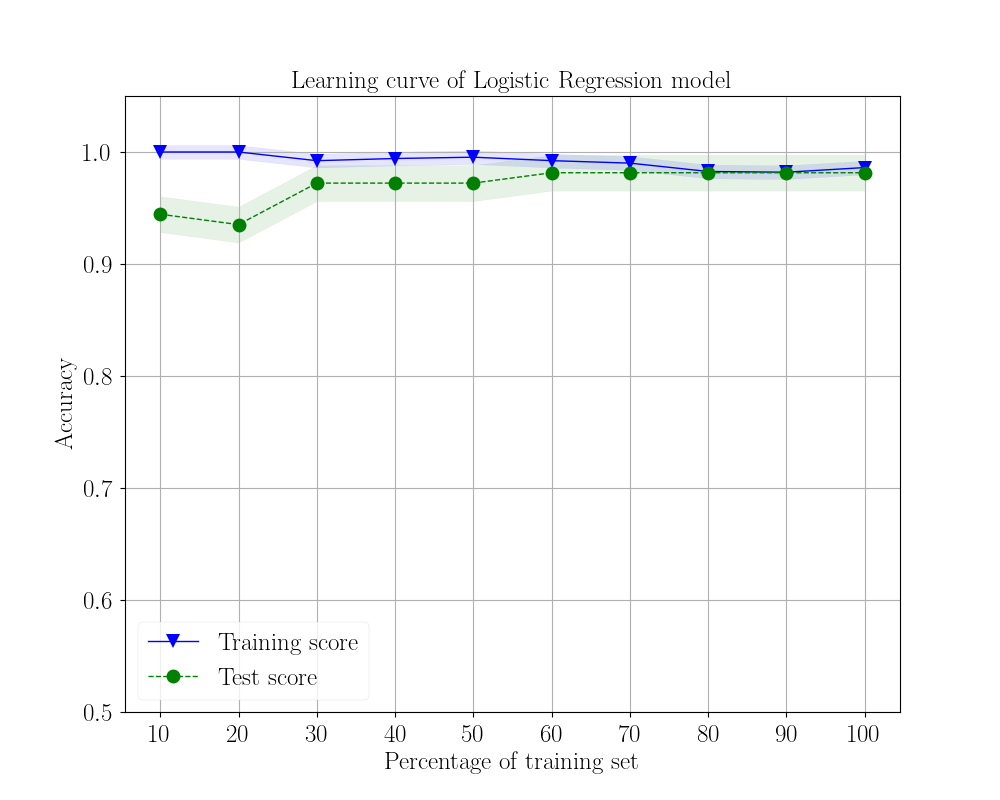 Learning curve of Logistic Regression model
1.0
0.9
0.8
0.7
0.6
0.5
Accuracy
Training score
Test score
10 20 30 40 50 60 70 80 90 100
Percentage of training set